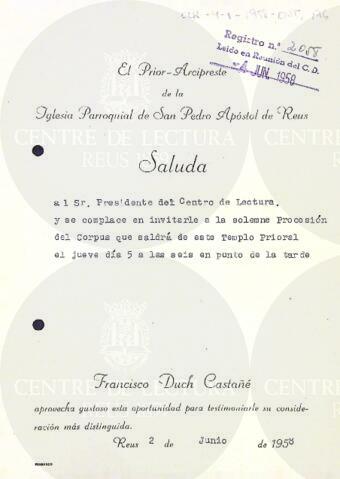 Registro n.º 2058
Leido en Reunión del C.D.
4 JUN. 1958
El Prior-Arcipreste
de la
Iglesia Parroquial de San Pedro Apóstol de Reus
CENTRE DE LECTURA
REUS
Saluda
al Sr. Presidente del Centro de Lectura.
y se complace en invitarle a la solemne Procesión
del Corpus que saldrá de este Templo Prioral
el jueve día 5 a las seis en punto de la tarde
CENTRE DE LECTURA
Francisco Duch Castañé
aprovecha gustoso esta oportunidad para testimoniarle su conside-
ración más distinguida.
Reus 2 de Junio de 1958